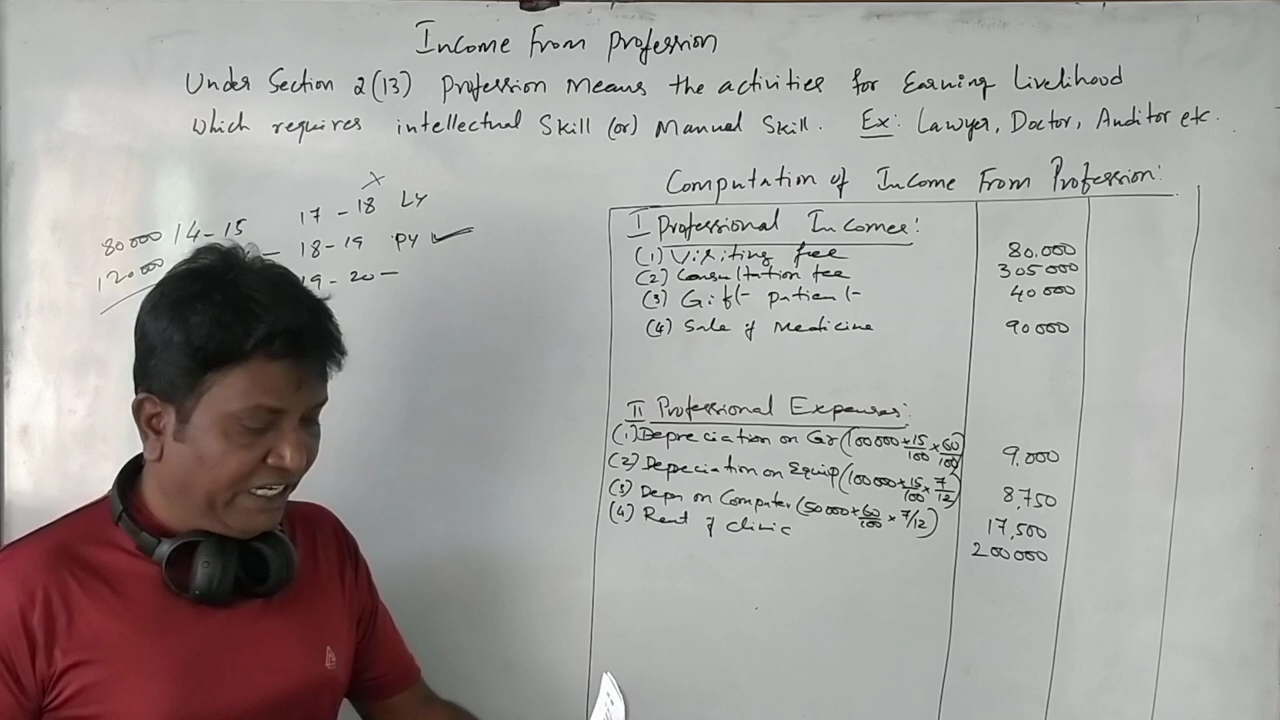 Income From Profession
Under Section 2(13) Profession Means the activities for Earning Livelihood
Which requires intellectual Skill (or) Manual Skill. Ex: Lawyer, Doctor, Auditor etc.
80000 14-15
120000
17-18 LY
18-19 PY ✓
19-20-
Computation of Income From Profession:
I Professional Incomes:
(1) Visiting fee 80.000
(2) Consultation fee 305000
(3) Gift- patient- 40000
(4) Sale of Medicine 90000
II Professional Expenses:
(1) Depreciation on Car (100000×15/100×60/100) 9.000
(2) Depreciation on Equip (100000×15/100×7/12) 8,750
(3) Depn on Computer (50000×60/100×7/12) 17,500
(4) Rent of clinic 200000